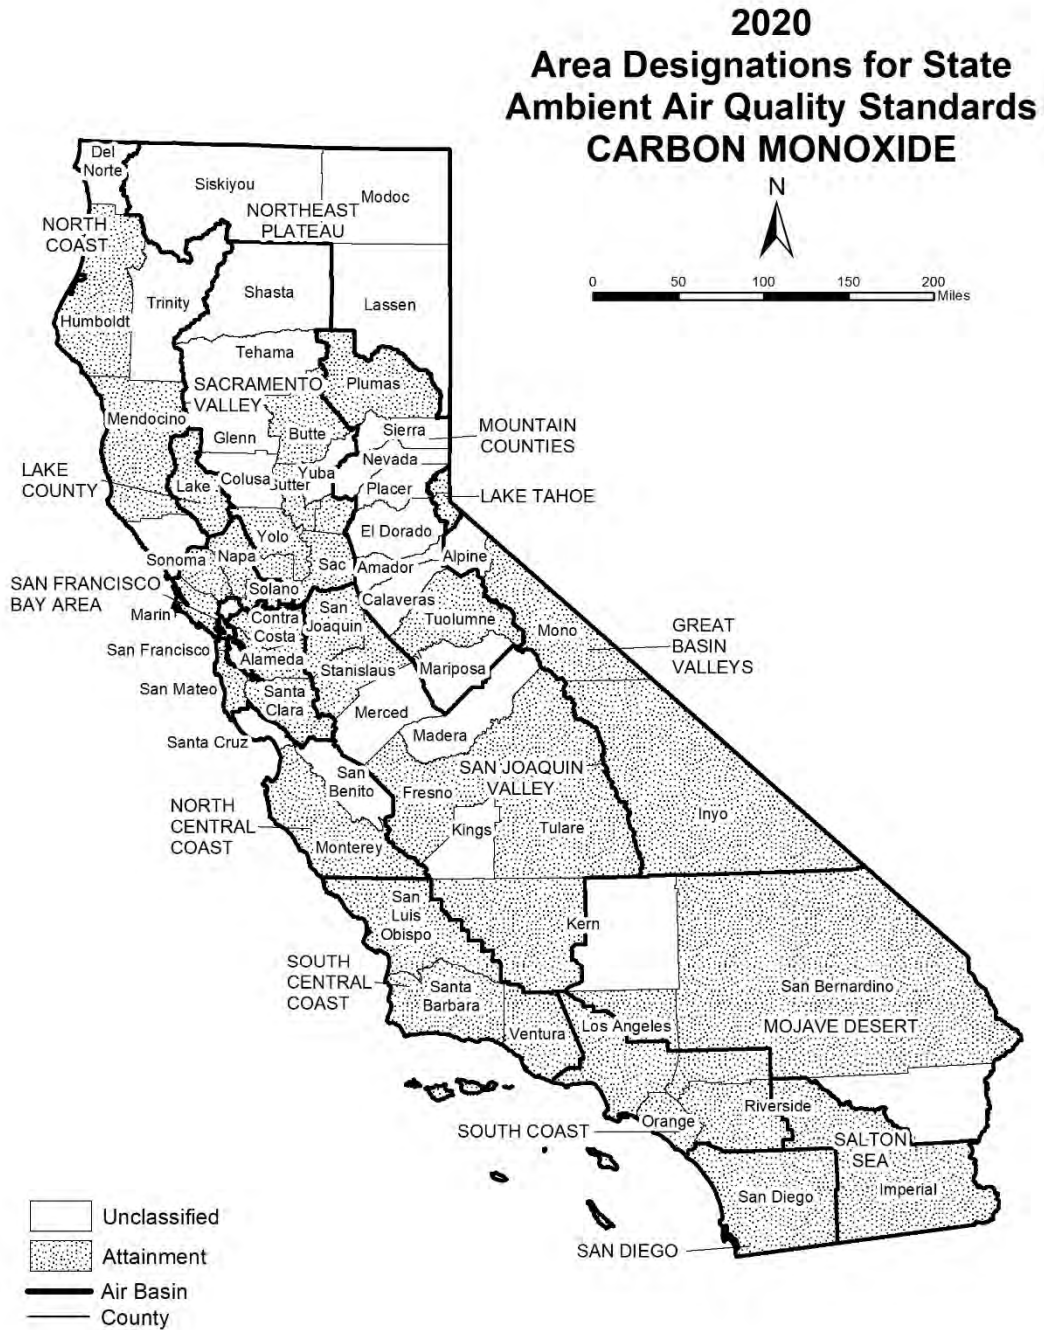 2020
Area Designations for State
Ambient Air Quality Standards
CARBON MONOXIDE
N
0 50 100 150 200
Miles
Del
Norte
Siskiyou
Modoc
NORTHEAST
PLATEAU
NORTH
COAST
Trinity
Shasta
Lassen
Humboldt
Tehama
Plumas
SACRAMENTO
VALLEY
Mendocino
Glenn
Butte
Sierra
MOUNTAIN
COUNTIES
Nevada
LAKE
COUNTY
Lake
Colusa
Yuba
Placer
LAKE TAHOE
Yolo
El Dorado
Sonoma
Napa
Sac
Amador
Alpine
SAN FRANCISCO
BAY AREA
Solano
Marin
Contra
Costa
San
Joaquin
Calaveras
Tuolumne
Mono
GREAT
BASIN
VALLEYS
San Francisco
Alameda
Stanislaus
Mariposa
San Mateo
Santa
Clara
Merced
Santa Cruz
Madera
San
Benito
Fresno
SAN JOAQUIN
VALLEY
NORTH
CENTRAL
COAST
Monterey
Kings
Tulare
Inyo
San
Luis
Obispo
Kern
SOUTH
CENTRAL
COAST
Santa
Barbara
San Bernardino
Ventura
Los Angeles
MOJAVE DESERT
SOUTH COAST
Orange
Riverside
SALTON
SEA
San Diego
Imperial
SAN DIEGO
Unclassified
Attainment
Air Basin
County